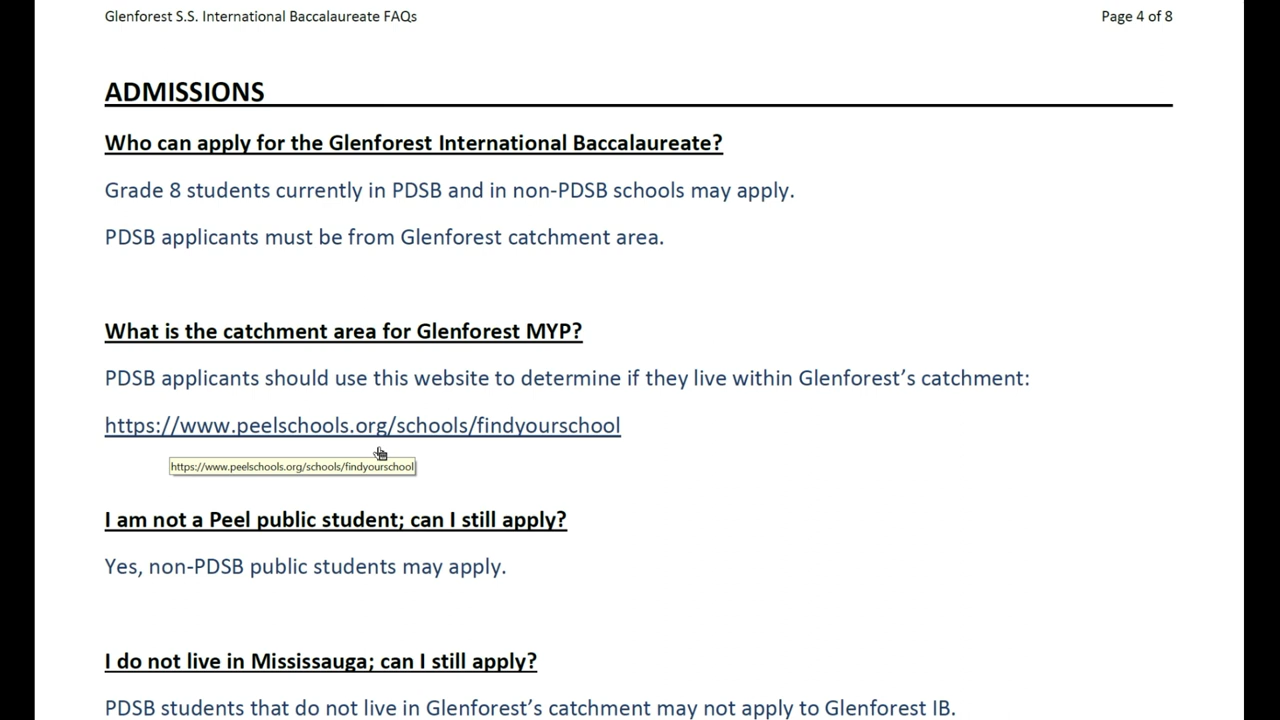 Glenforest S.S. International Baccalaureate FAQs
Page 4 of 8
ADMISSIONS
Who can apply for the Glenforest International Baccalaureate?
Grade 8 students currently in PDSB and in non-PDSB schools may apply.
PDSB applicants must be from Glenforest catchment area.
What is the catchment area for Glenforest MYP?
PDSB applicants should use this website to determine if they live within Glenforest’s catchment:
https://www.peelschools.org/schools/findyourschool
https://www.peelschools.org/schools/findyourschool
I am not a Peel public student; can I still apply?
Yes, non-PDSB public students may apply.
I do not live in Mississauga; can I still apply?
PDSB students that do not live in Glenforest’s catchment may not apply to Glenforest IB.